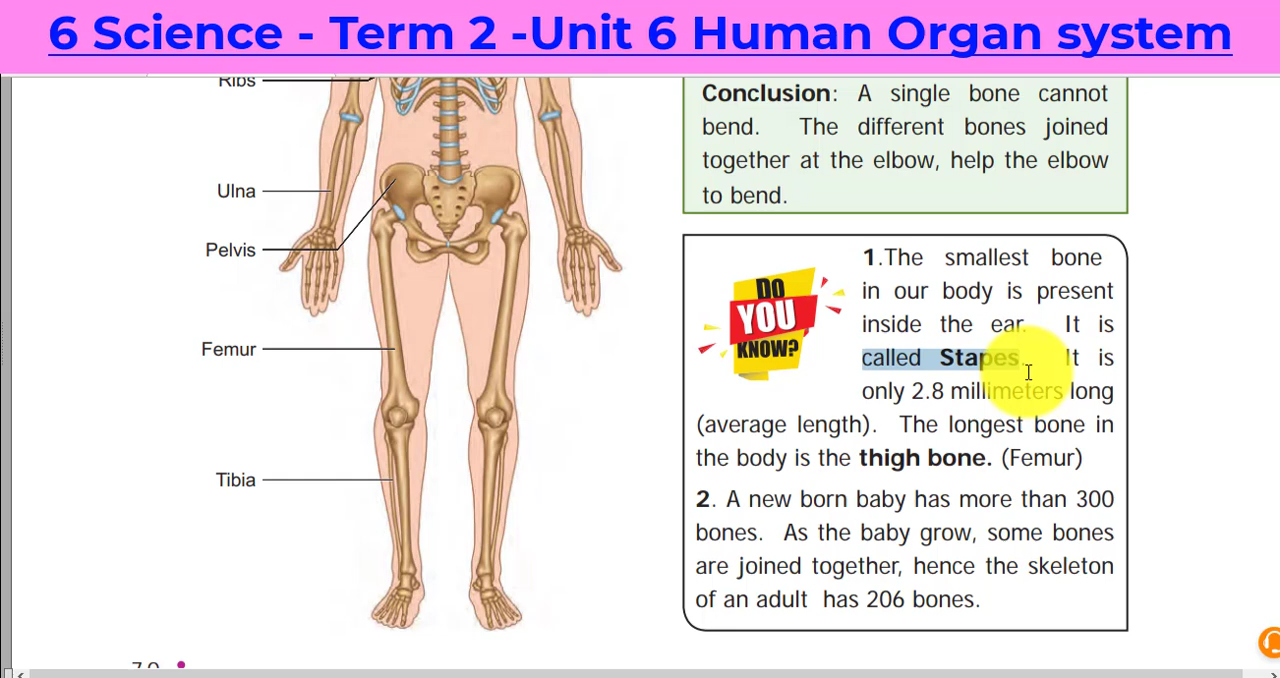 6 Science - Term 2 -Unit 6 Human Organ system
Ribs
Ulna
Pelvis
Femur
Tibia
Conclusion: A single bone cannot
bend. The different bones joined
together at the elbow, help the elbow
to bend.
DO
YOU
KNOW?
1.The smallest bone
in our body is present
inside the ear. It is
called Stapes. It is
only 2.8 millimeters long
(average length). The longest bone in
the body is the thigh bone. (Femur)
2. A new born baby has more than 300
bones. As the baby grow, some bones
are joined together, hence the skeleton
of an adult has 206 bones.